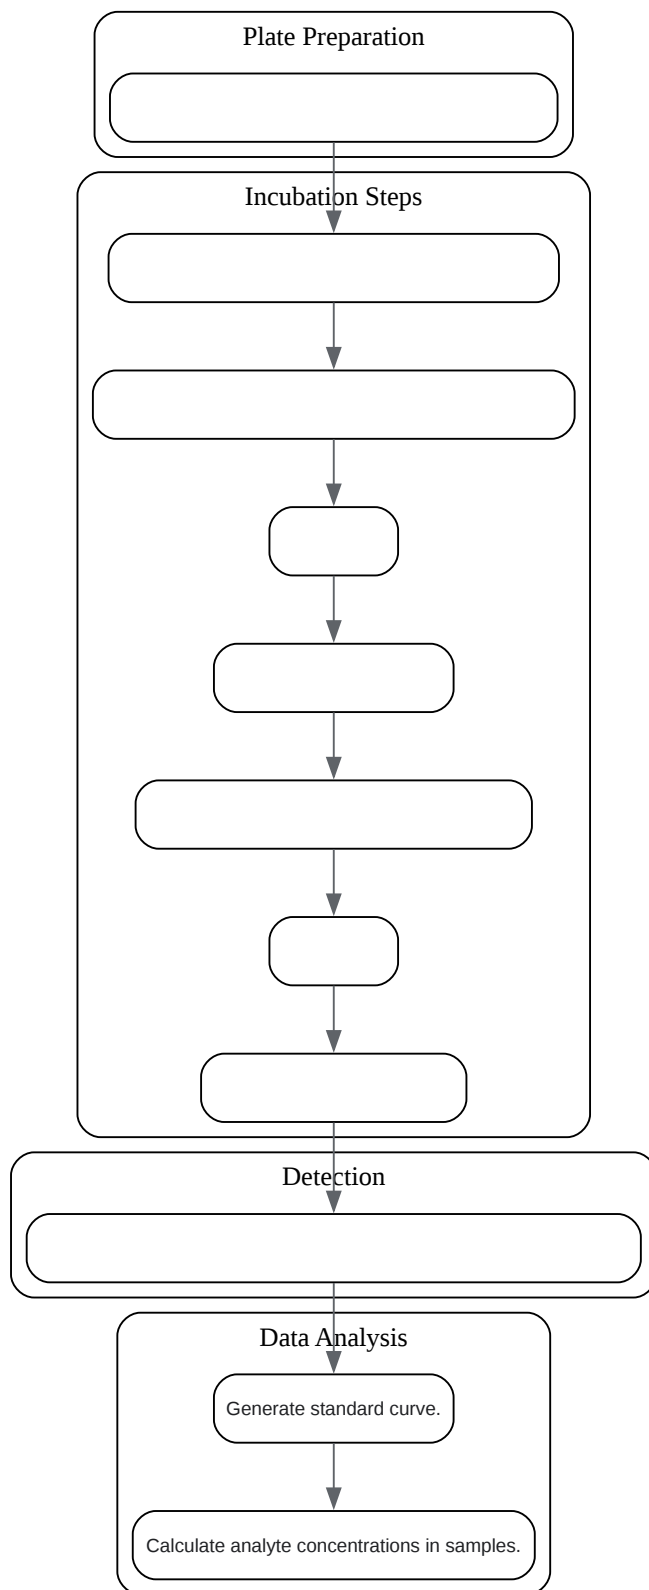 Plate Preparation
Incubation Steps
Detection
Data Analysis
Generate standard curve.
Calculate analyte concentrations in samples.